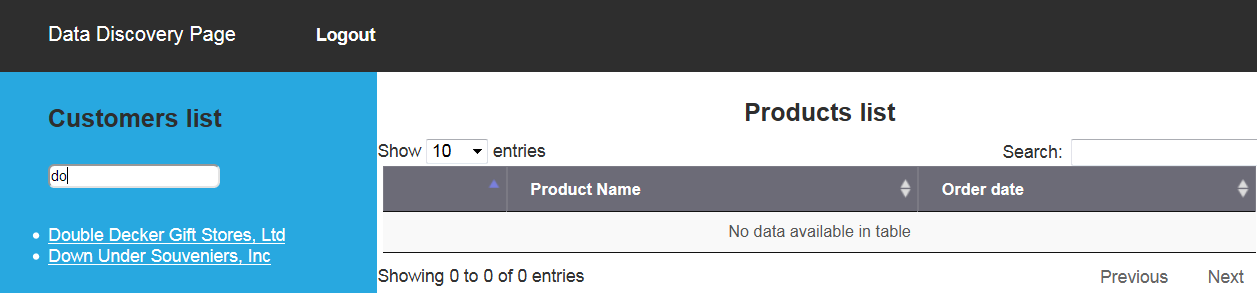 Data Discovery Page Logout
Customers list
do
Double Decker Gift Stores, Ltd
Down Under Souveniers, Inc
Products list
Show 10 entries Search:
Product Name Order date
No data available in table
Showing 0 to 0 of 0 entries Previous Next